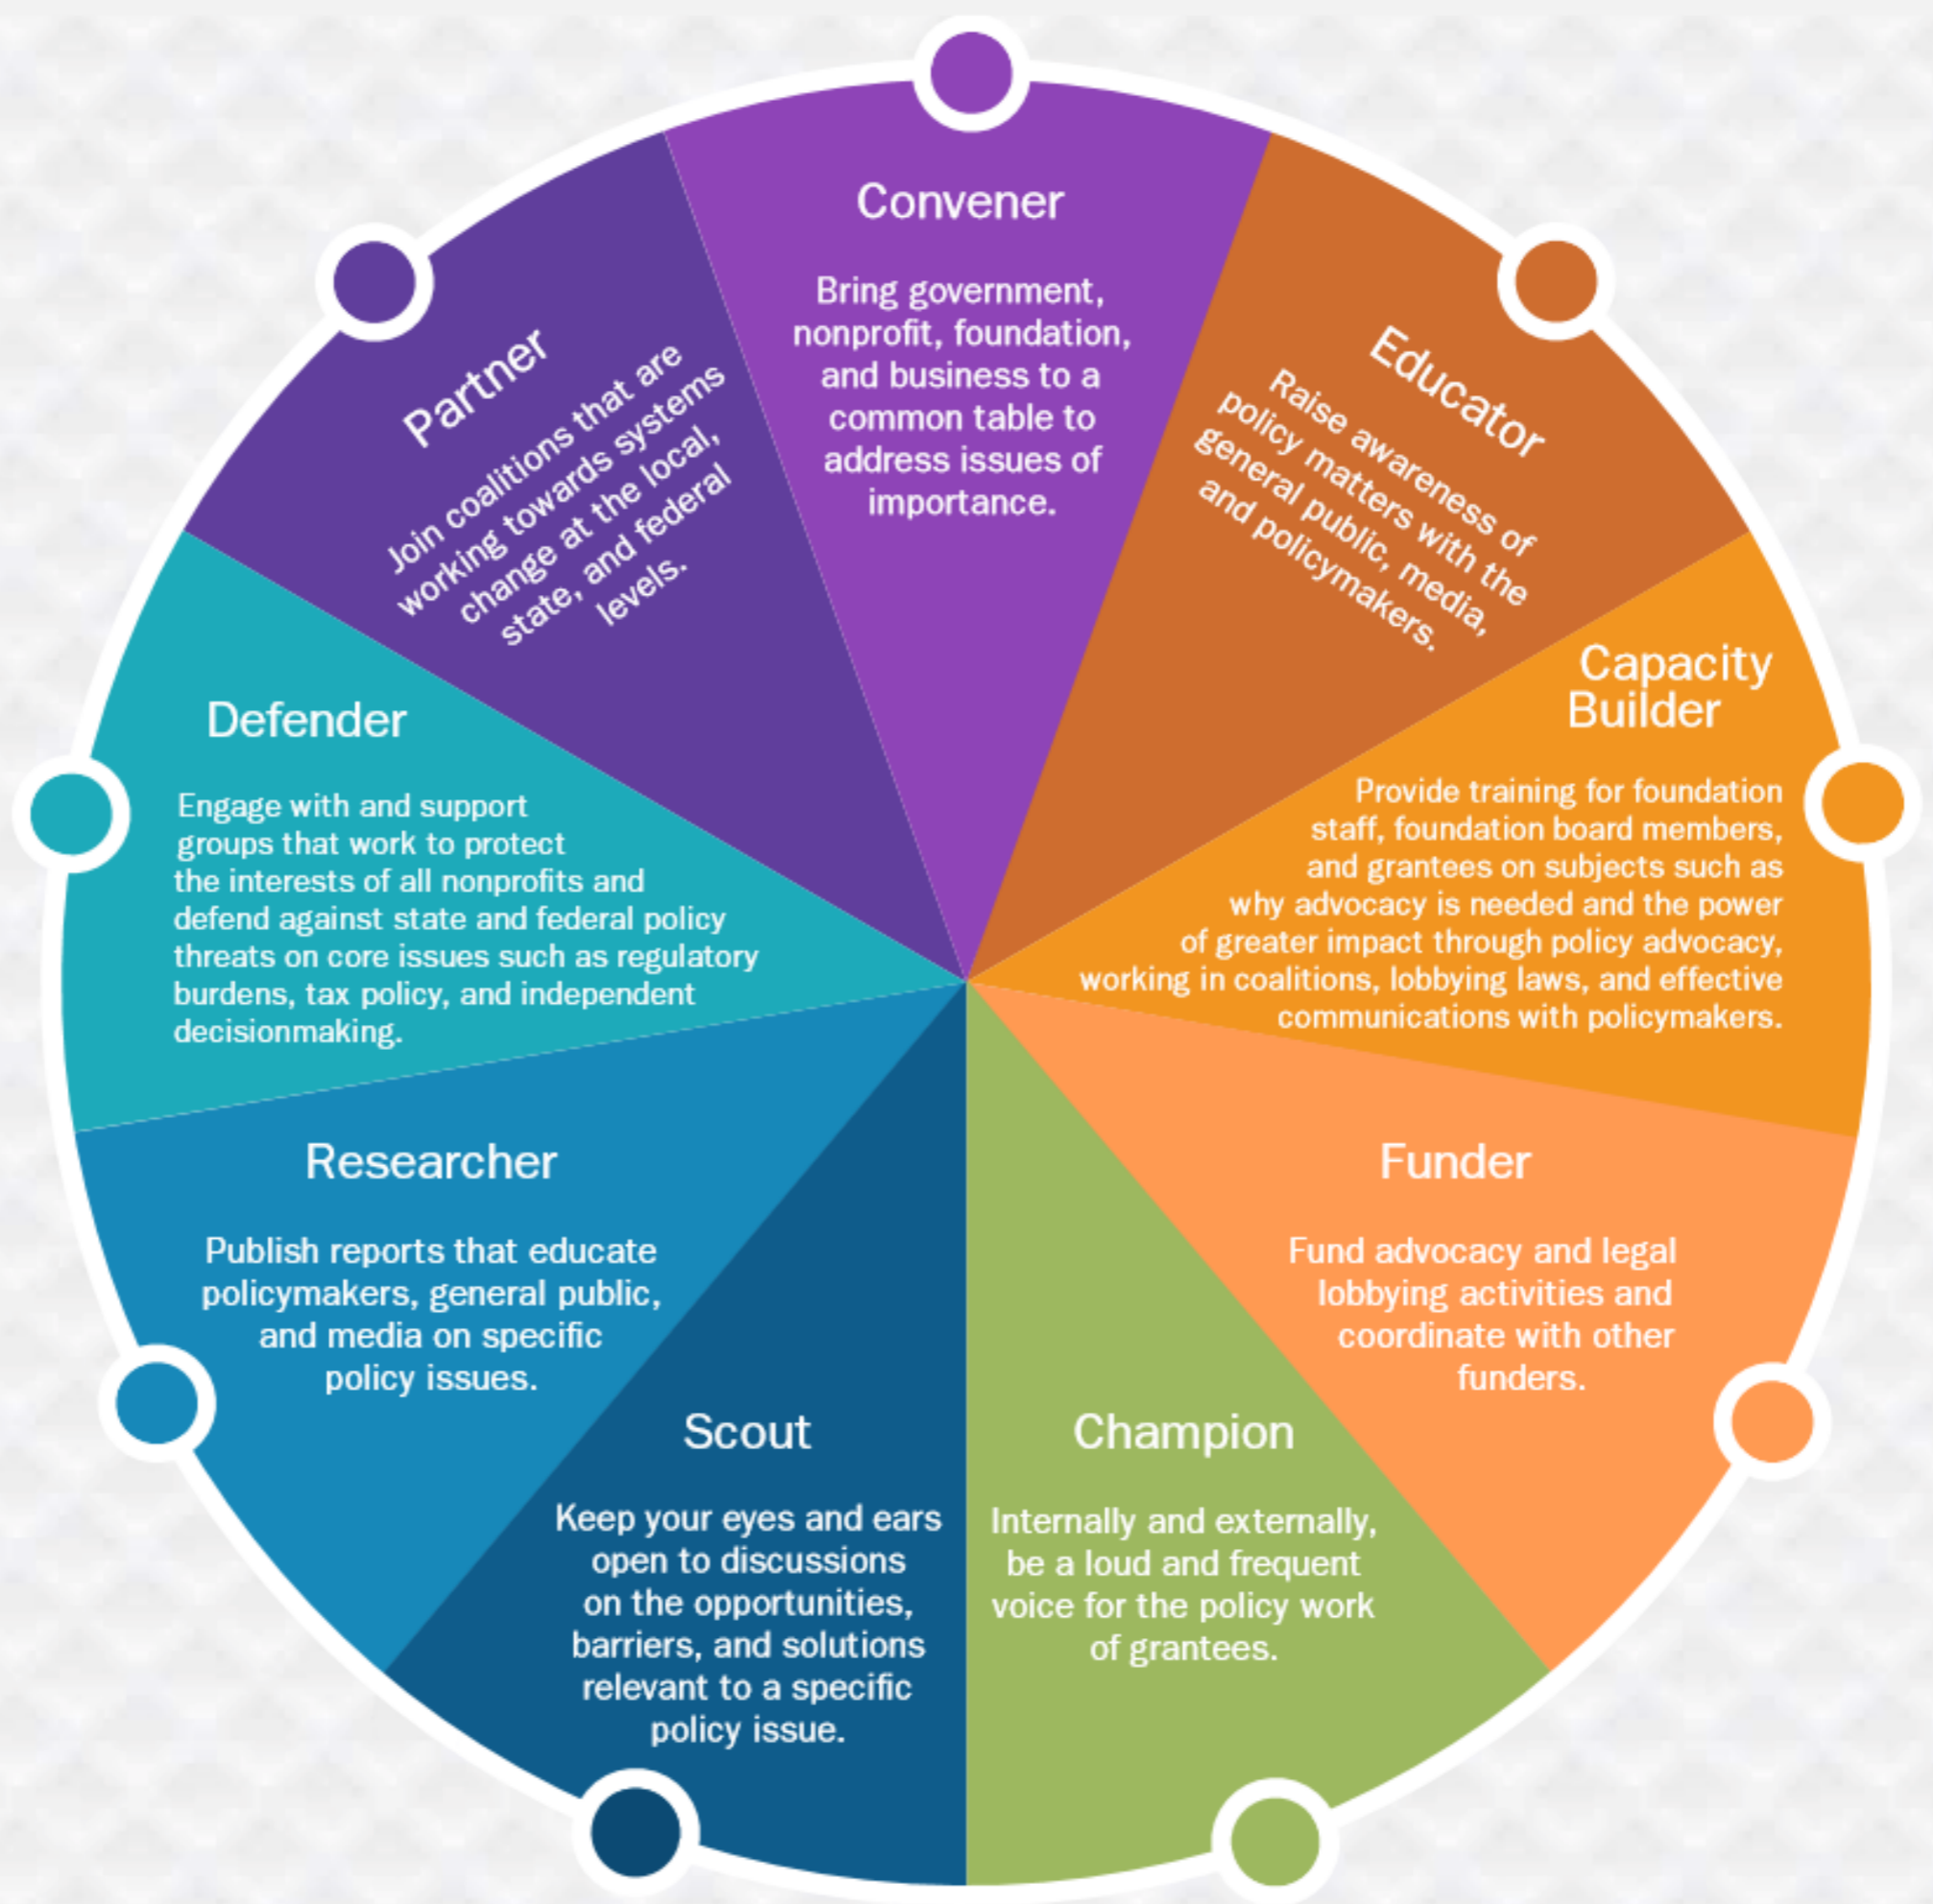 Convener
Bring government,
nonprofit, foundation,
and business to a
common table to
address issues of
importance.
Educator
Raise awareness of
policy matters with the
general public, media,
and policymakers.
Capacity
Builder
Provide training for foundation
staff, foundation board members,
and grantees on subjects such as
why advocacy is needed and the power
of greater impact through policy advocacy,
working in coalitions, lobbying laws, and effective
communications with policymakers.
Funder
Fund advocacy and legal
lobbying activities and
coordinate with other
funders.
Champion
Internally and externally,
be a loud and frequent
voice for the policy work
of grantees.
Scout
Keep your eyes and ears
open to discussions
on the opportunities,
barriers, and solutions
relevant to a specific
policy issue.
Researcher
Publish reports that educate
policymakers, general public,
and media on specific
policy issues.
Defender
Engage with and support
groups that work to protect
the interests of all nonprofits and
defend against state and federal policy
threats on core issues such as regulatory
burdens, tax policy, and independent
decisionmaking.
Partner
Join coalitions that are
working towards systems
change at the local,
state, and federal
levels.